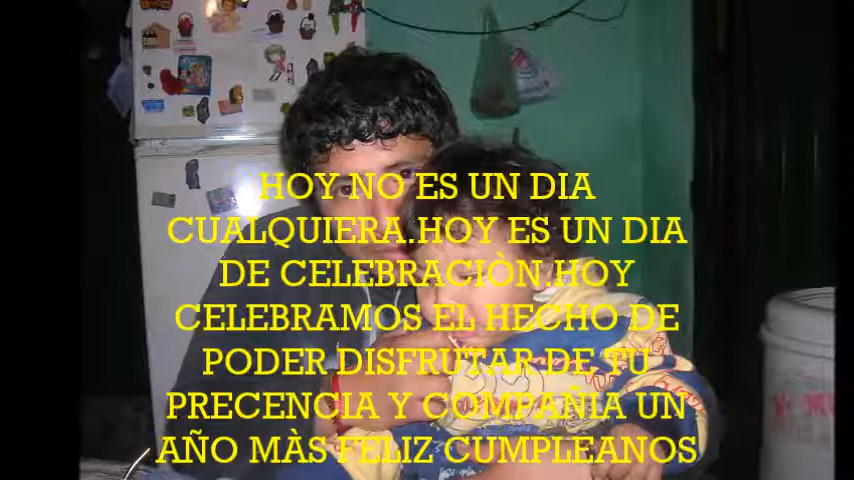 HOY NO ES UN DIA
CUALQUIERA.HOY ES UN DIA
DE CELEBRACIÒN.HOY
CELEBRAMOS EL HECHO DE
PODER DISFRUTAR DE TU
PRECENCIA Y COMPAÑIA UN
AÑO MÀS FELIZ CUMPLEANOS